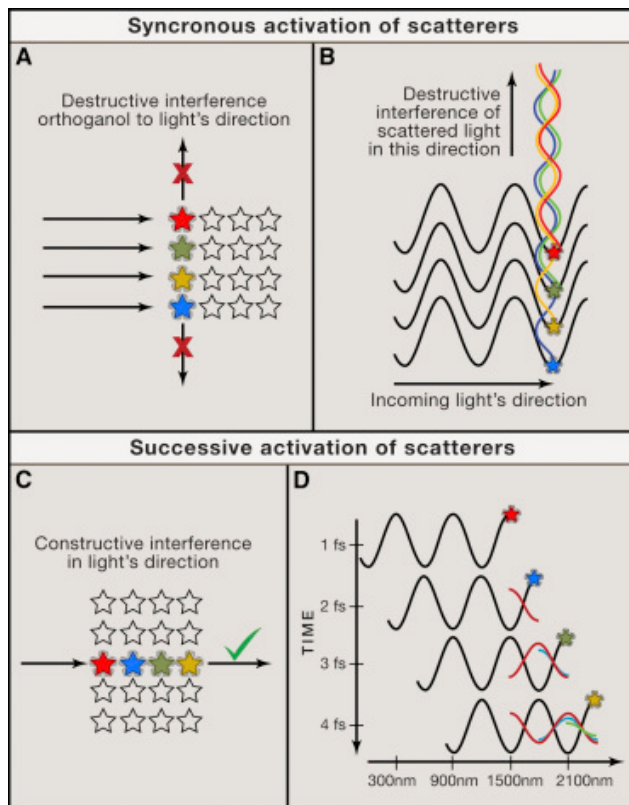 Syncronous activation of scatterers
A
Destructive interference
orthoganol to light's direction
B
Destructive
interference of
scattered light
in this direction
Incoming light's direction
Successive activation of scatterers
C
Constructive interference
in light's direction
D
TIME
1 fs
2 fs
3 fs
4 fs
300nm 900nm 1500nm 2100nm